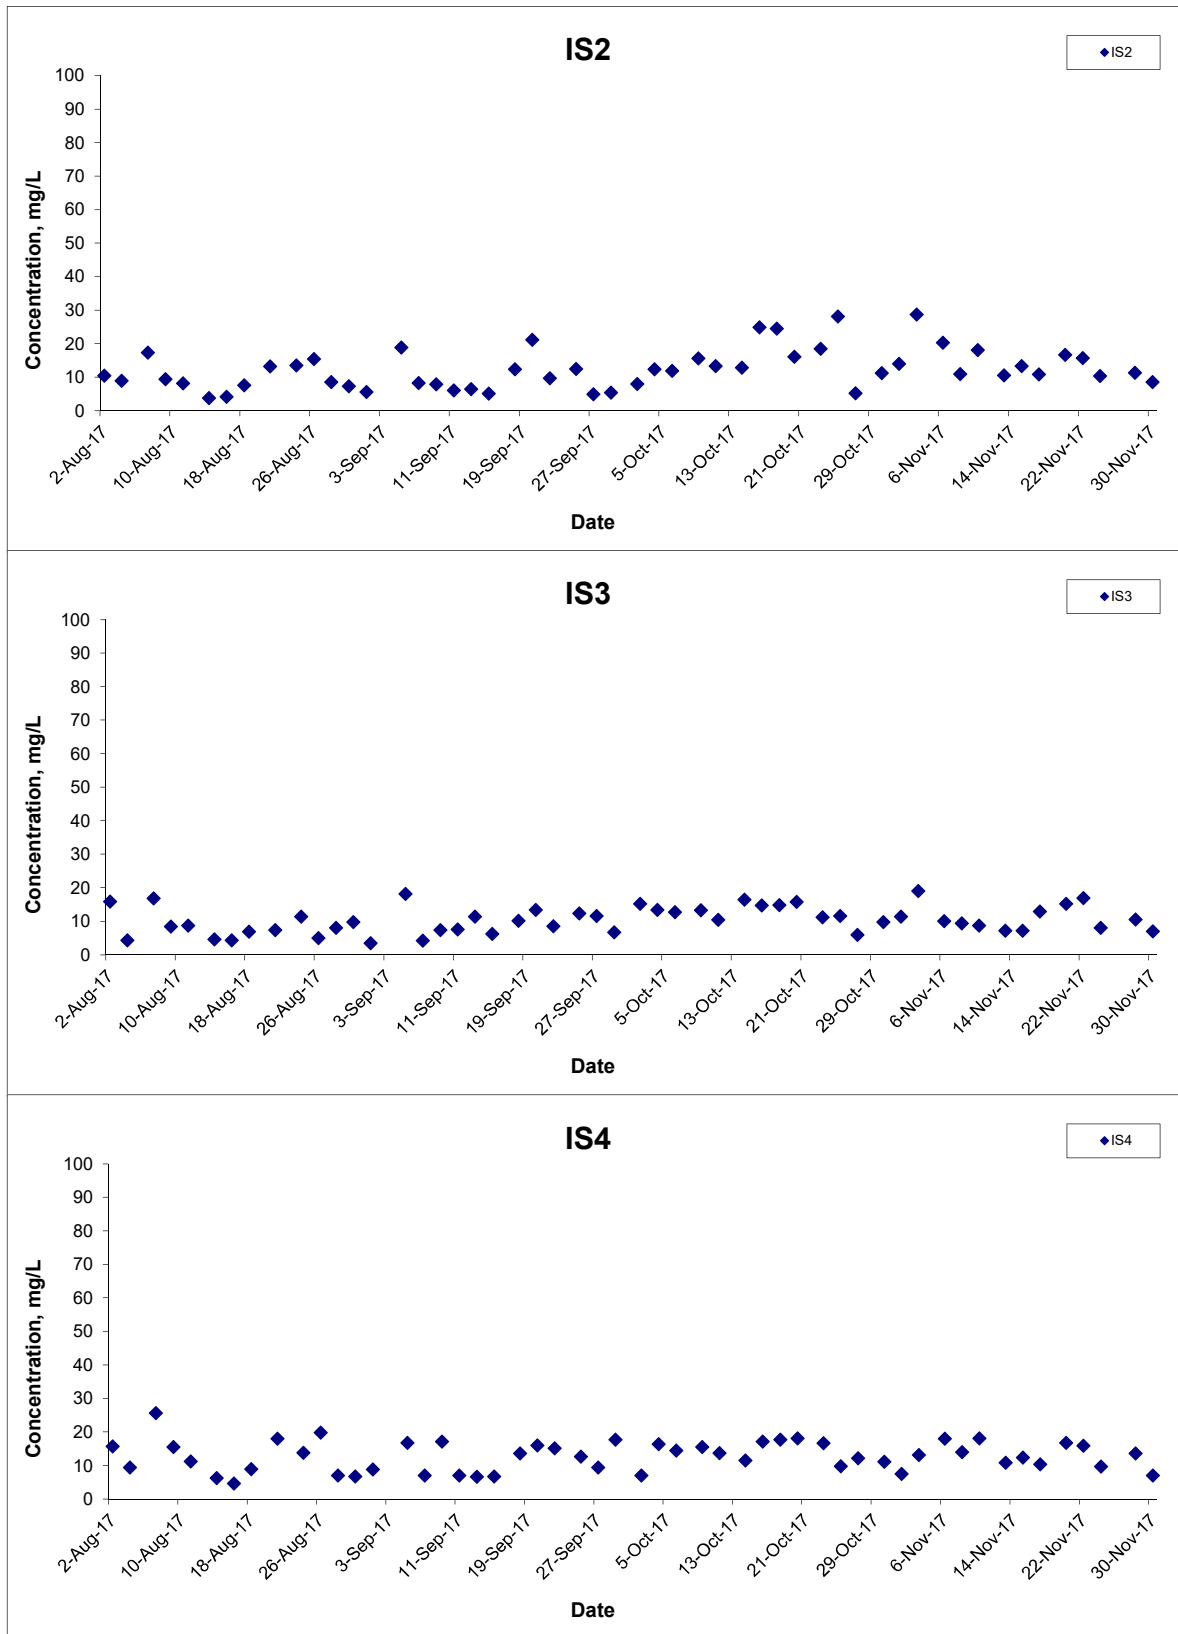 IS2
IS2
100
90
80
70
60
50
40
30
20
10
0
Concentration, mg/L
2-Aug-17
10-Aug-17
18-Aug-17
26-Aug-17
3-Sep-17
11-Sep-17
19-Sep-17
27-Sep-17
5-Oct-17
13-Oct-17
21-Oct-17
29-Oct-17
6-Nov-17
14-Nov-17
22-Nov-17
30-Nov-17
Date
IS3
IS3
100
90
80
70
60
50
40
30
20
10
0
Concentration, mg/L
2-Aug-17
10-Aug-17
18-Aug-17
26-Aug-17
3-Sep-17
11-Sep-17
19-Sep-17
27-Sep-17
5-Oct-17
13-Oct-17
21-Oct-17
29-Oct-17
6-Nov-17
14-Nov-17
22-Nov-17
30-Nov-17
Date
IS4
IS4
100
90
80
70
60
50
40
30
20
10
0
Concentration, mg/L
2-Aug-17
10-Aug-17
18-Aug-17
26-Aug-17
3-Sep-17
11-Sep-17
19-Sep-17
27-Sep-17
5-Oct-17
13-Oct-17
21-Oct-17
29-Oct-17
6-Nov-17
14-Nov-17
22-Nov-17
30-Nov-17
Date